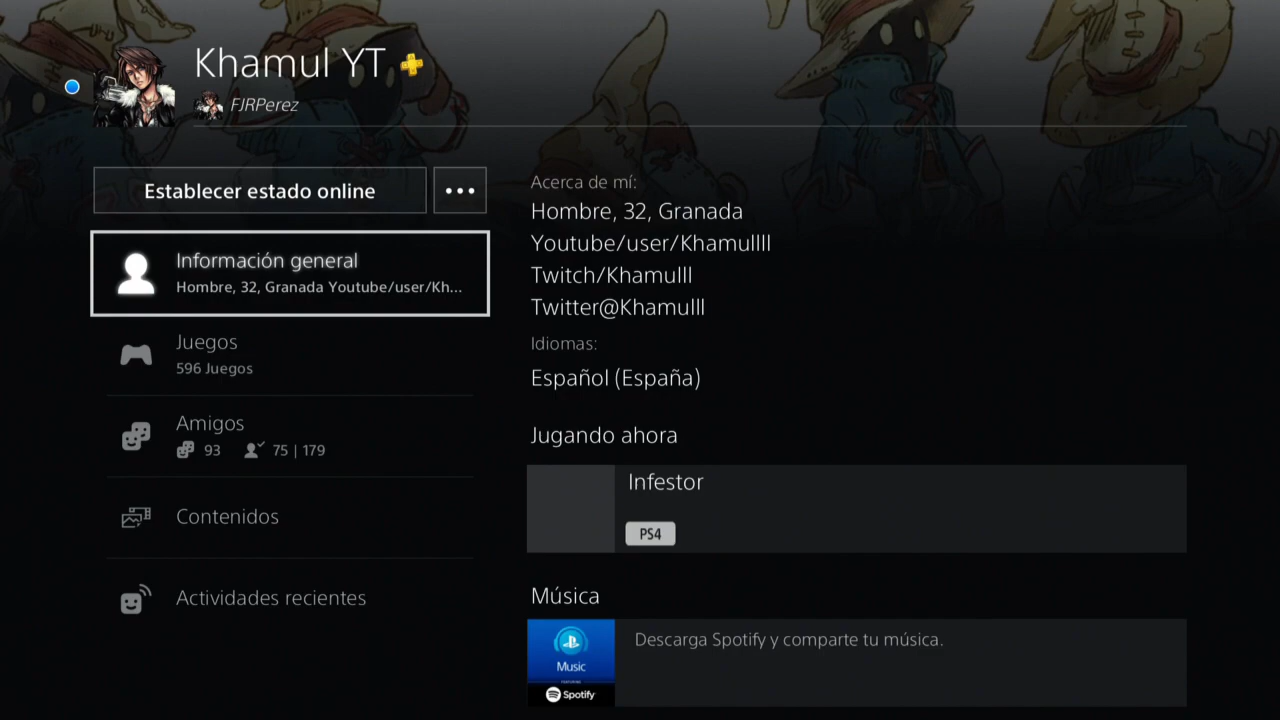 Khamul YT
FJRPerez
Establecer estado online
Información general
Hombre, 32, Granada Youtube/user/Kh...
Juegos
596 Juegos
Amigos
93 75 | 179
Contenidos
Actividades recientes
Acerca de mí:
Hombre, 32, Granada
Youtube/user/Khamullll
Twitch/Khamulll
Twitter@Khamulll
Idiomas:
Español (España)
Jugando ahora
Infestor
PS4
Música
Music
Spotify
Descarga Spotify y comparte tu música.